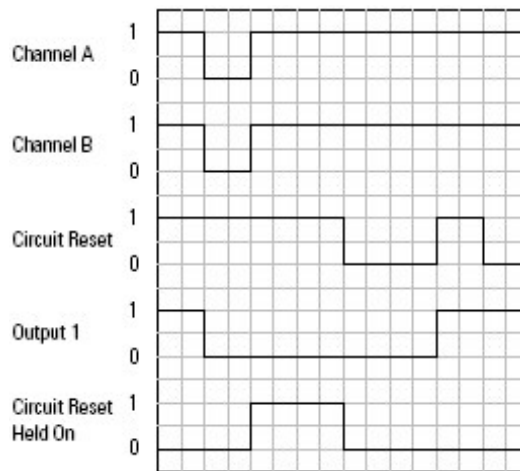 1
Channel A
0
1
Channel B
0
1
Circuit Reset
0
1
Output 1
0
Circuit Reset 1
Held On 0